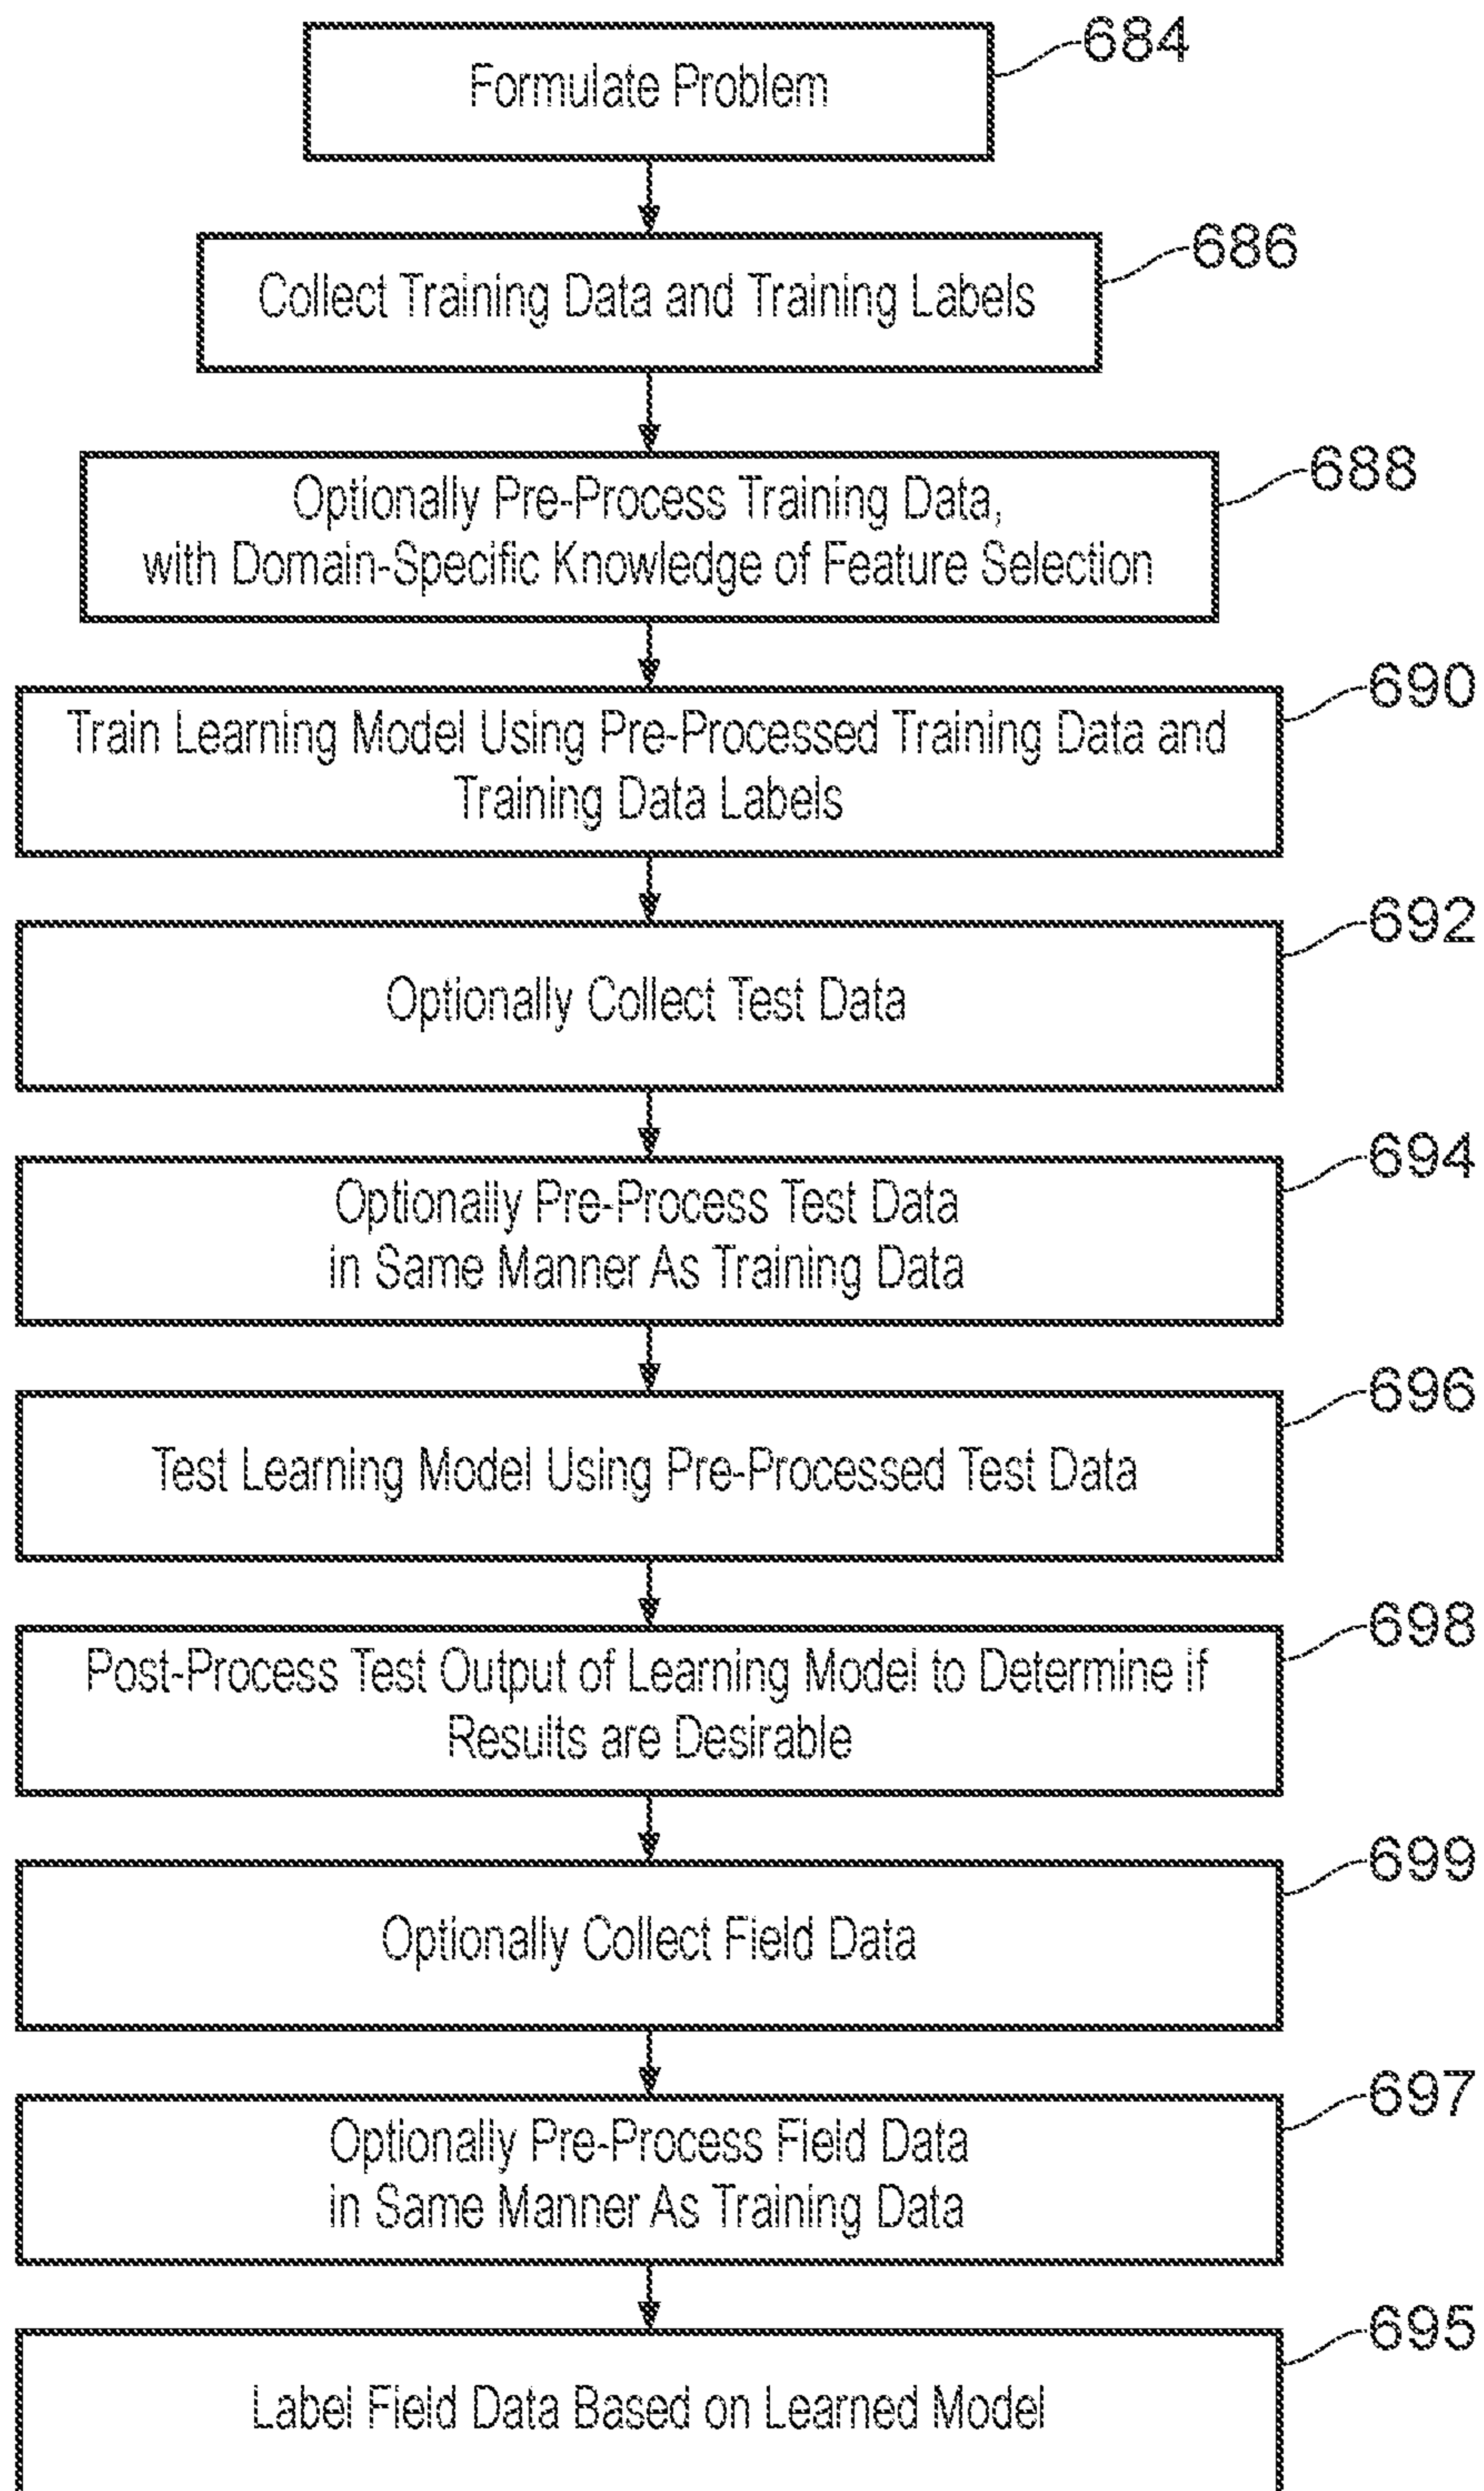 684
Formulate Problem
686
Collect Training Data and Training Labels
688
Optionally Pre-Process Training Data,
with Domain-Specific Knowledge of Feature Selection
690
Train Learning Model Using Pre-Processed Training Data and
Training Data Labels
692
Optionally Collect Test Data
694
Optionally Pre-Process Test Data
in Same Manner As Training Data
696
Test Learning Model Using Pre-Processed Test Data
698
Post-Process Test Output of Learning Model to Determine if
Results are Desirable
699
Optionally Collect Field Data
697
Optionally Pre-Process Field Data
in Same Manner As Training Data
695
Label Field Data Based on Learned Model